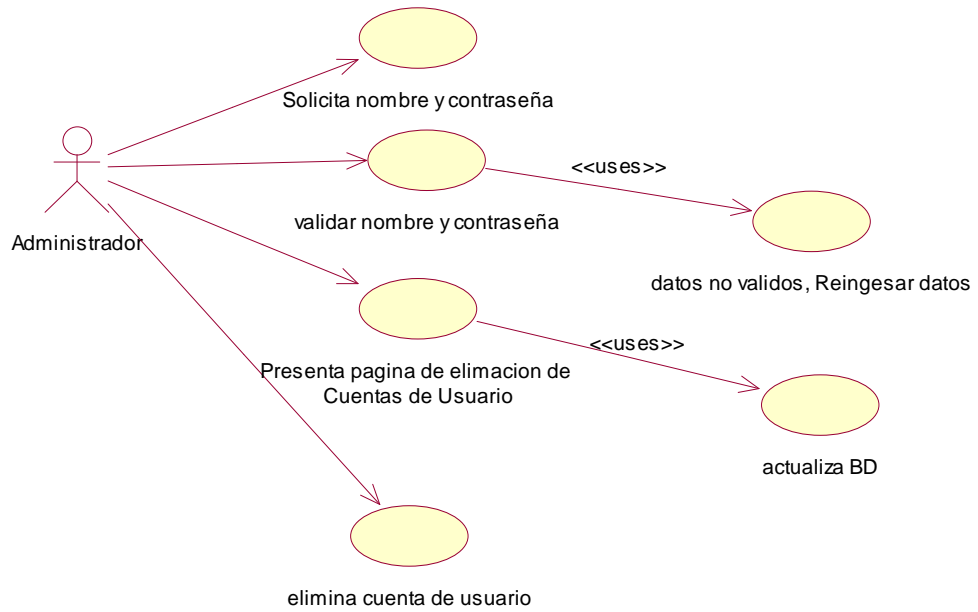 Solicita nombre y contraseña
<<uses>>
validar nombre y contraseña
Administrador
datos no validos, Reingesar datos
<<uses>>
Presenta pagina de elimacion de
Cuentas de Usuario
actualiza BD
elimina cuenta de usuario